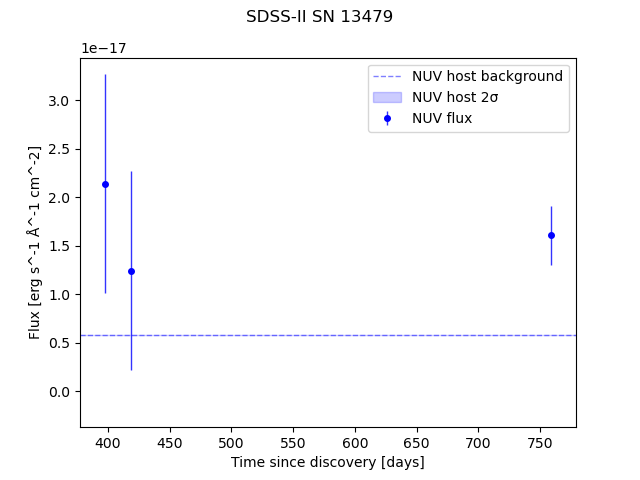 SDSS-II SN 13479
1e−17
NUV host background
NUV host 2σ
NUV flux
3.0
2.5
2.0
1.5
1.0
0.5
0.0
Flux [erg s^-1 Å^-1 cm^-2]
400 450 500 550 600 650 700 750
Time since discovery [days]